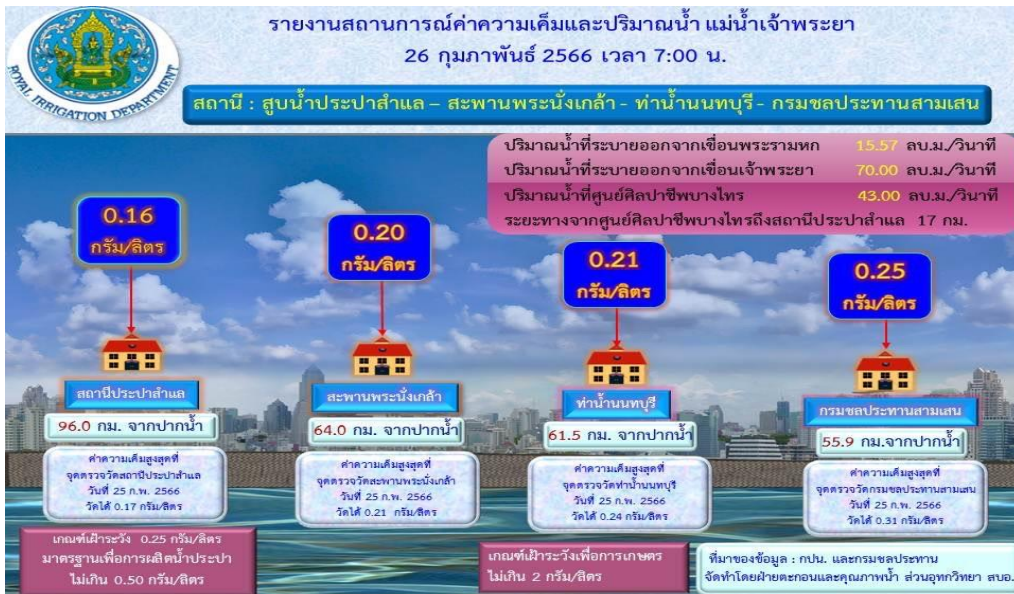 รายงานสถานการณ์ค่าความเค็มและปริมาณน้ำ แม่น้ำเจ้าพระยา
26 กุมภาพันธ์ 2566 เวลา 7:00 น.
ROYAL IRRIGATION DEPARTMENT
สถานี : สูบน้ำประปาสำแล – สะพานพระนั่งเกล้า - ท่าน้ำนนทบุรี - กรมชลประทานสามเสน
ปริมาณน้ำที่ระบายออกจากเขื่อนพระรามหก 15.57 ลบ.ม./วินาที
ปริมาณน้ำที่ระบายออกจากเขื่อนเจ้าพระยา 70.00 ลบ.ม./วินาที
ปริมาณน้ำที่ศูนย์ศิลปาชีพบางไทร 43.00 ลบ.ม./วินาที
ระยะทางจากศูนย์ศิลปาชีพบางไทรถึงสถานีประปาสำแล 17 กม.
0.16
กรัม/ลิตร
สถานีประปาสำแล
96.0 กม. จากปากน้ำ
ค่าความเค็มสูงสุดที่
จุดตรวจวัดสถานีประปาสำแล
วันที่ 25 ก.พ. 2566
วัดได้ 0.17 กรัม/ลิตร
0.20
กรัม/ลิตร
สะพานพระนั่งเกล้า
64.0 กม. จากปากน้ำ
ค่าความเค็มสูงสุดที่
จุดตรวจวัดสะพานพระนั่งเกล้า
วันที่ 25 ก.พ. 2566
วัดได้ 0.21 กรัม/ลิตร
0.21
กรัม/ลิตร
ท่าน้ำนนทบุรี
61.5 กม. จากปากน้ำ
ค่าความเค็มสูงสุดที่
จุดตรวจวัดท่าน้ำนนทบุรี
วันที่ 25 ก.พ. 2566
วัดได้ 0.24 กรัม/ลิตร
0.25
กรัม/ลิตร
กรมชลประทานสามเสน
55.9 กม.จากปากน้ำ
ค่าความเค็มสูงสุดที่
จุดตรวจวัดกรมชลประทานสามเสน
วันที่ 25 ก.พ. 2566
วัดได้ 0.31 กรัม/ลิตร
เกณฑ์เฝ้าระวัง 0.25 กรัม/ลิตร
มาตรฐานเพื่อการผลิตน้ำประปา
ไม่เกิน 0.50 กรัม/ลิตร
เกณฑ์เฝ้าระวังเพื่อการเกษตร
ไม่เกิน 2 กรัม/ลิตร
ที่มาของข้อมูล : กปน. และกรมชลประทาน
จัดทำโดยฝ่ายตะกอนและคุณภาพน้ำ ส่วนอุทกวิทยา สบอ.